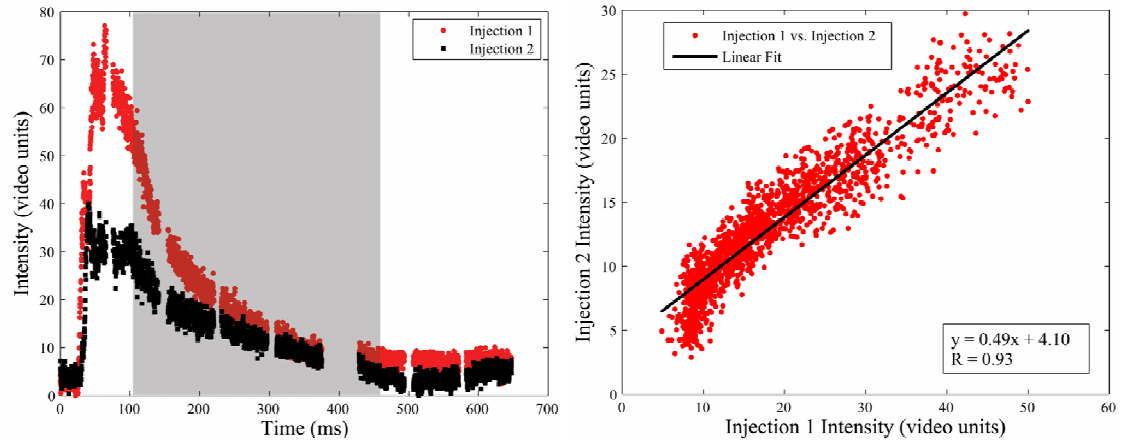 80
70
60
50
40
30
20
10
0
Intensity (video units)
0 100 200 300 400 500 600 700
Time (ms)
Injection 1
Injection 2
30
25
20
15
10
5
0
Injection 2 Intensity (video units)
0 10 20 30 40 50 60
Injection 1 Intensity (video units)
Injection 1 vs. Injection 2
Linear Fit
y = 0.49x + 4.10
R = 0.93